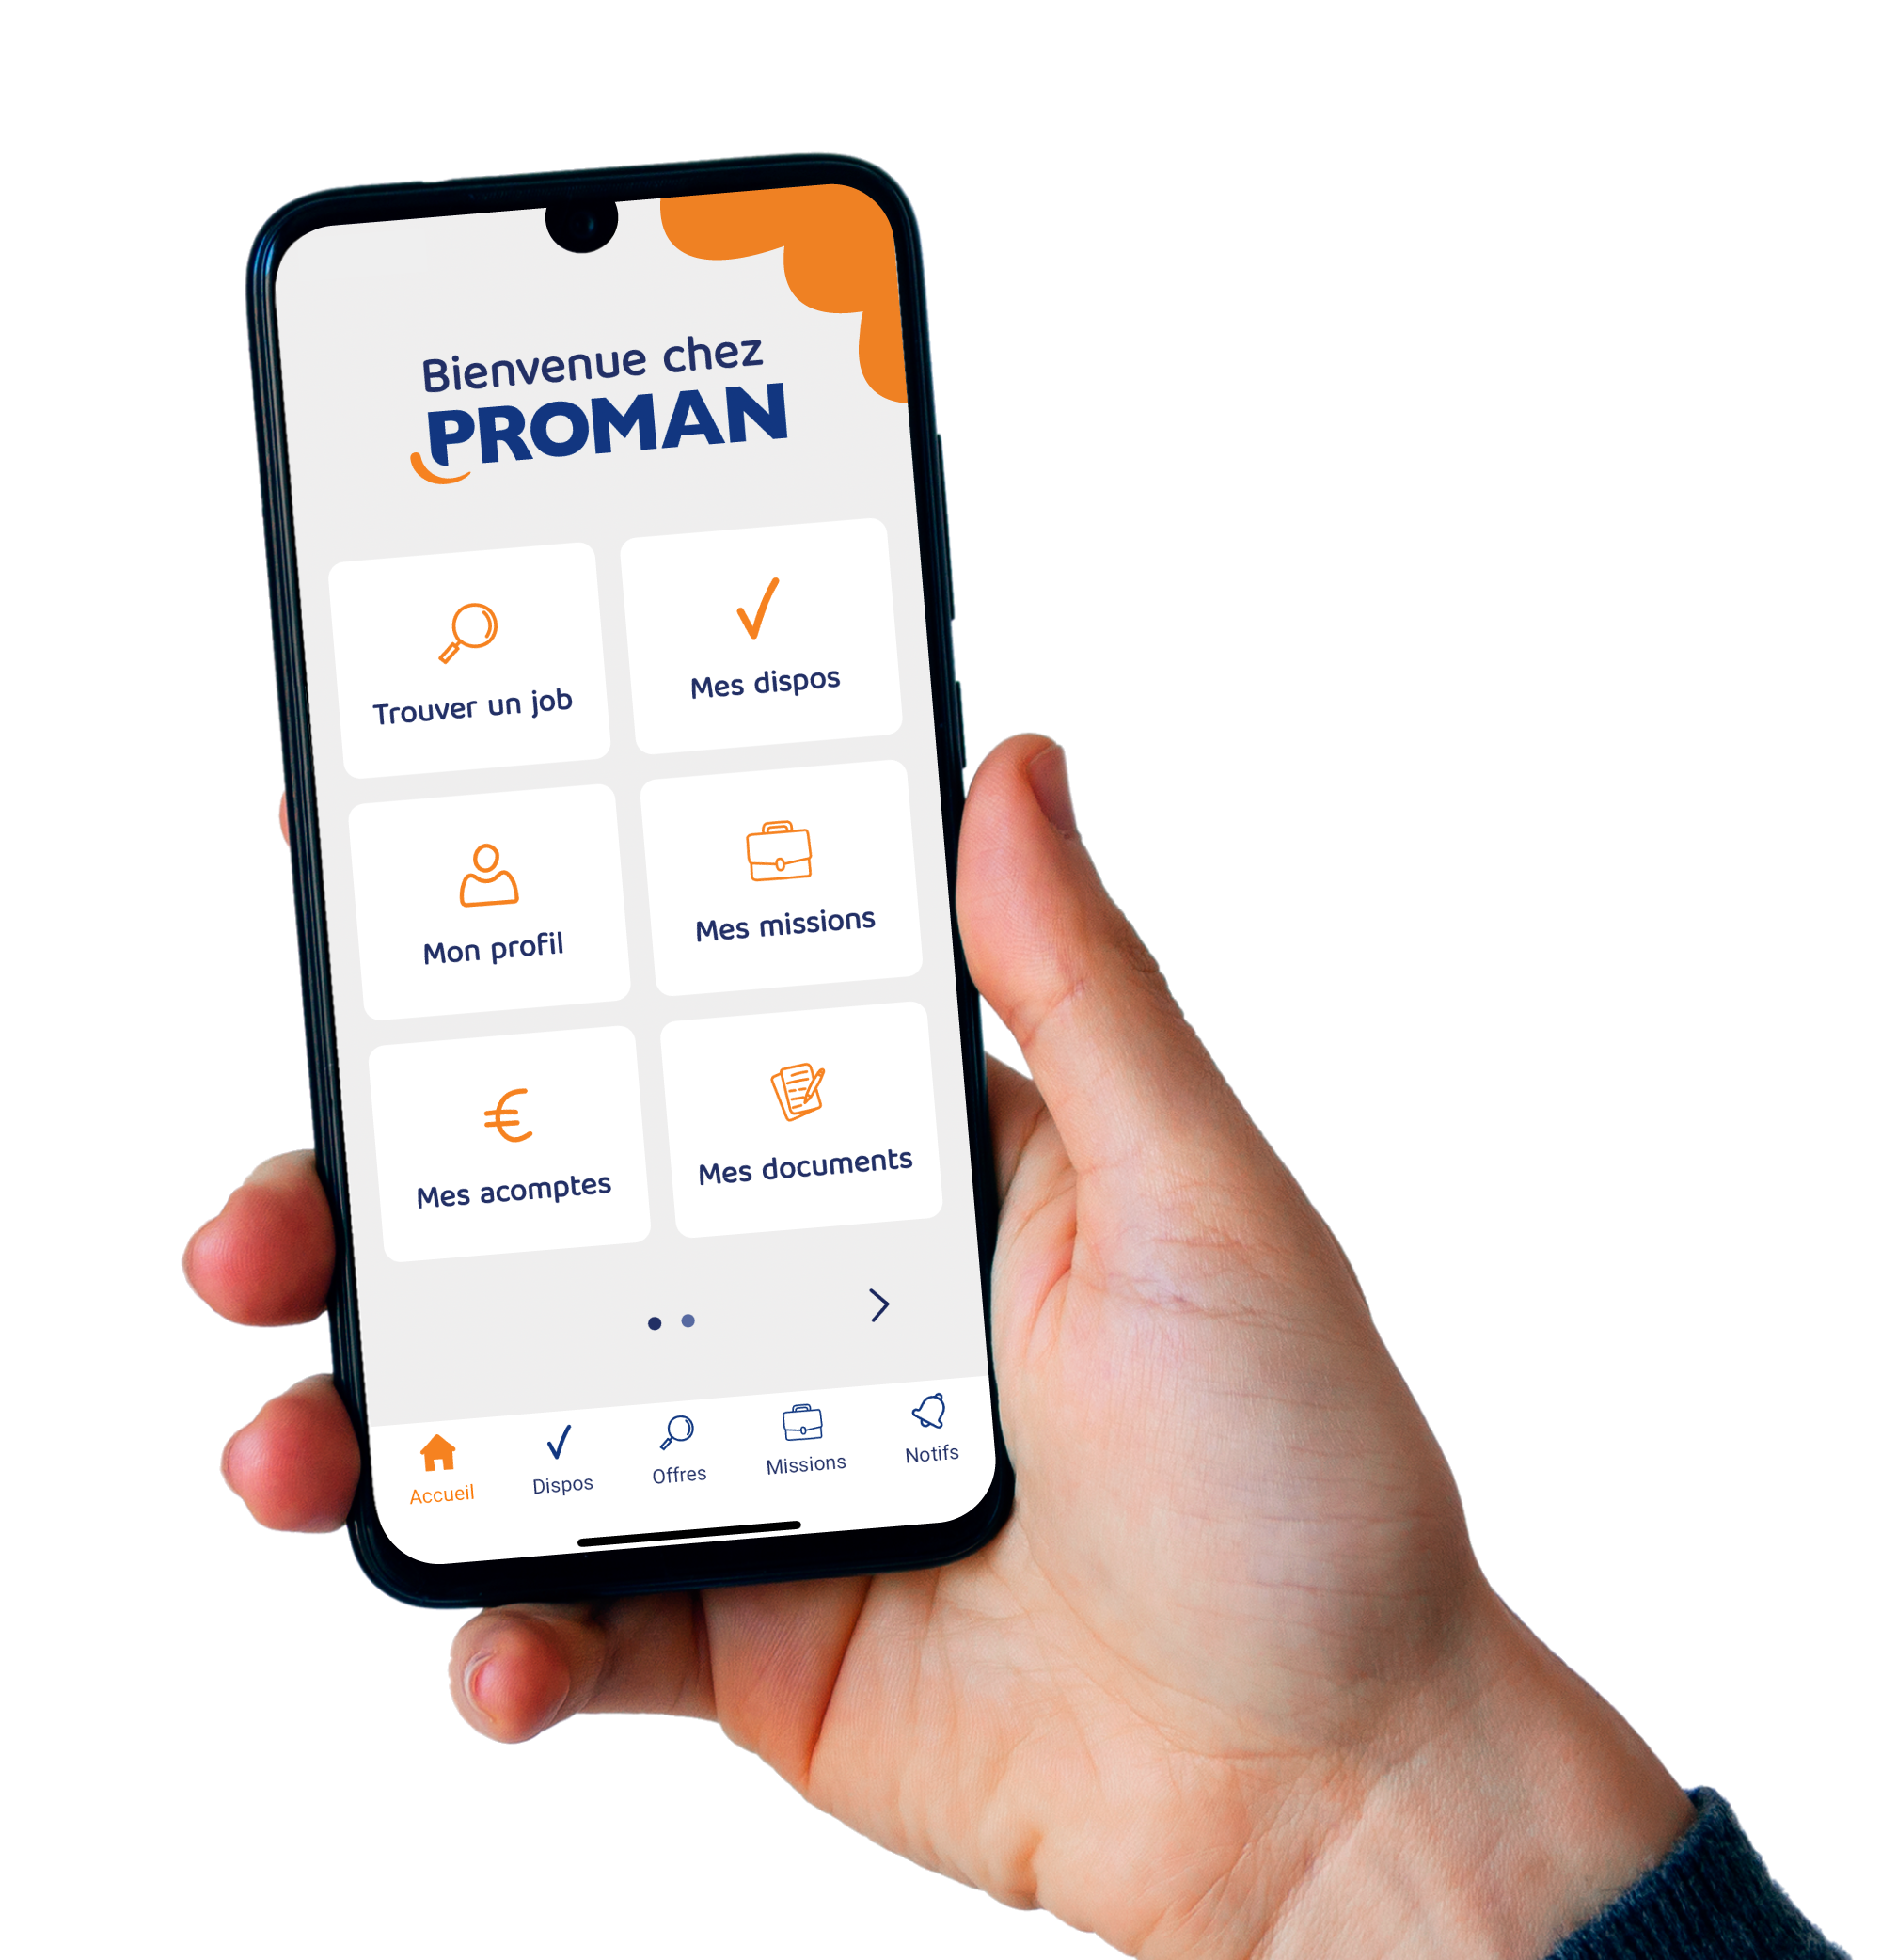 Bienvenue chez
PROMAN
Trouver un job
Mes dispos
Mon profil
Mes missions
€
Mes acomptes
Mes documents
Accueil
Dispos
Offres
Missions
Notifs